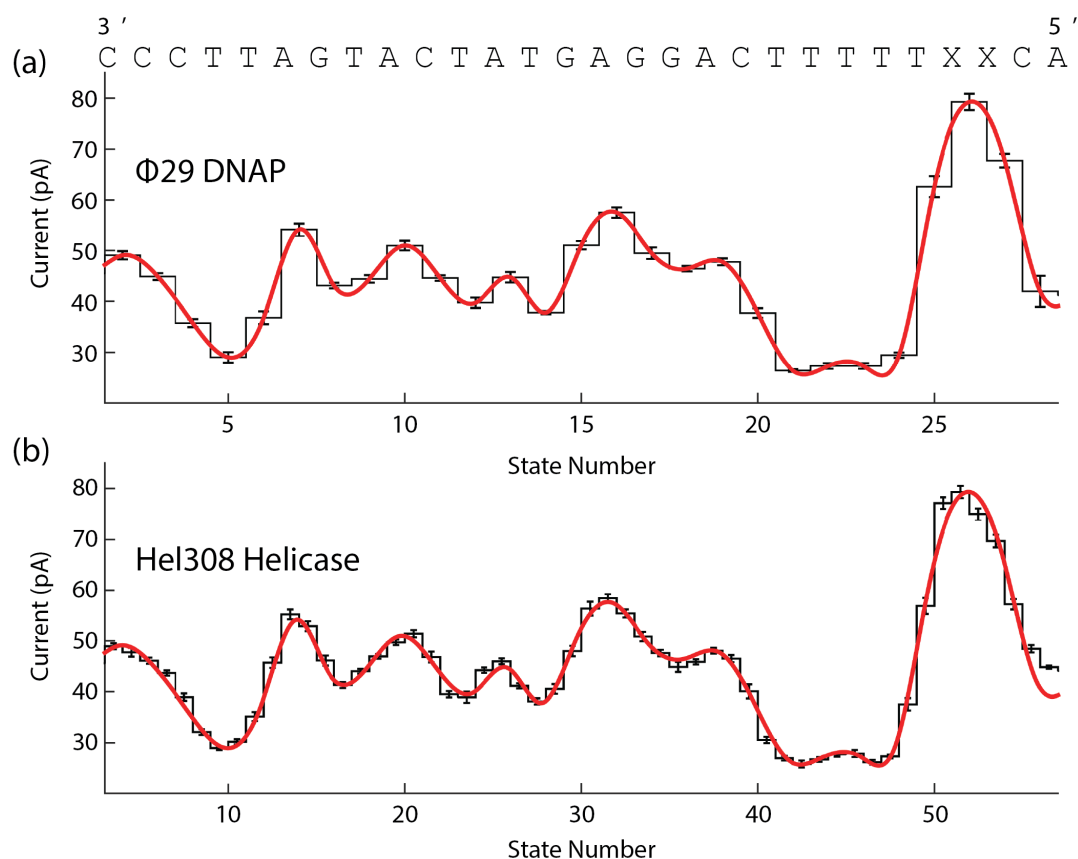 3 ′ 5 ′
(a) C C C T T A G T A C T A T G A G G A C T T T T T X X C A
80
70
60
50
40
30
Current (pA)
Φ29 DNAP
5 10 15 20 25
State Number
(b)
80
70
60
50
40
30
Current (pA)
Hel308 Helicase
10 20 30 40 50
State Number